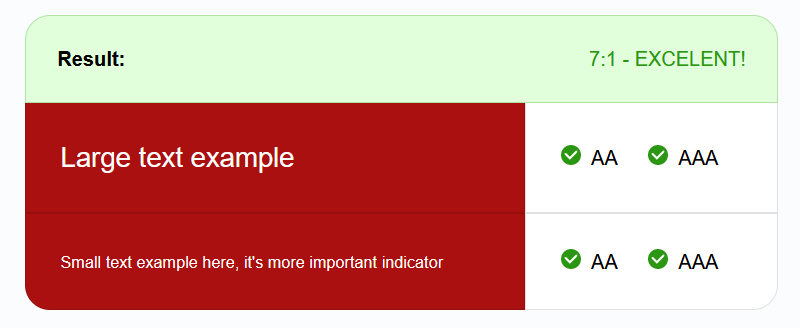 Result: 7:1 - EXCELENT!
Large text example AA AAA
Small text example here, it's more important indicator AA AAA